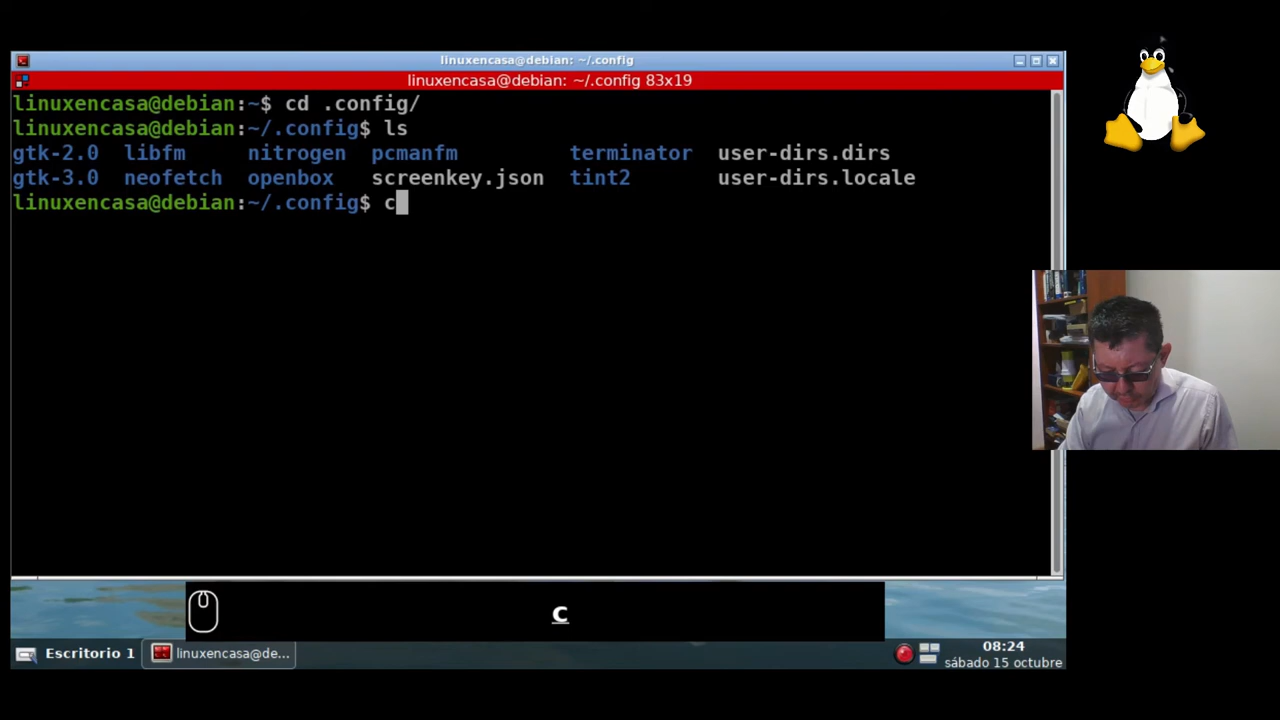 linuxencasa@debian: ~/.config
linuxencasa@debian: ~/.config 83x19
linuxencasa@debian:~$ cd .config/
linuxencasa@debian:~/.config$ ls
gtk-2.0 libfm nitrogen pcmanfm terminator user-dirs.dirs
gtk-3.0 neofetch openbox screenkey.json tint2 user-dirs.locale
linuxencasa@debian:~/.config$ c
c
Escritorio 1
linuxencasa@de...
08:24
sábado 15 octubre